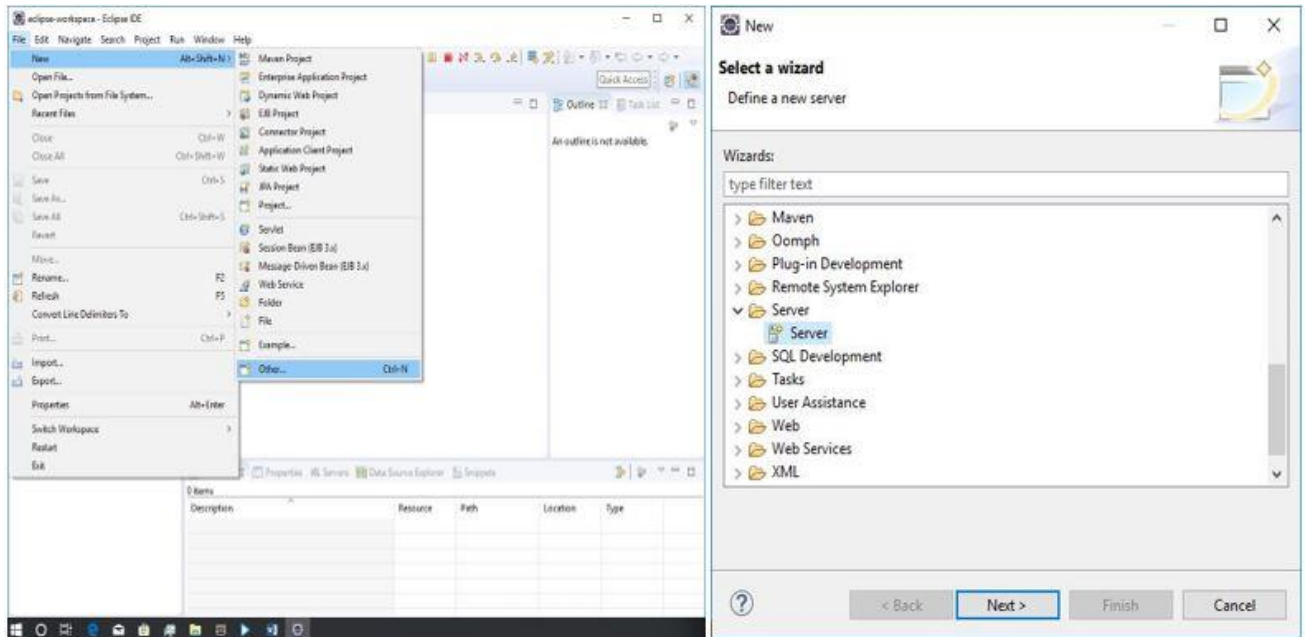 eclipse-workspace - Eclipse IDE
File Edit Navigate Search Project Run Window Help
New Alt+Shift+N >
Open File...
Open Projects from File System...
Recent Files >
Close Ctrl+W
Close All Ctrl+Shift+W
Save Ctrl+S
Save As...
Save All Ctrl+Shift+S
Revert
Move...
Rename... F2
Refresh F5
Convert Line Delimiters To >
Print... Ctrl+P
Import...
Export...
Properties Alt+Enter
Switch Workspace >
Restart
Exit
Maven Project
Enterprise Application Project
Dynamic Web Project
EJB Project
Connector Project
Application Client Project
Static Web Project
JPA Project
Project...
Servlet
Session Bean (EJB 3.x)
Message-Driven Bean (EJB 3.x)
Web Service
Folder
File
Example...
Other... Ctrl+N
Quick Access
Outline Task List
An outline is not available.
Properties Servers Data Source Explorer Snippets
0 items
Description Resource Path Location Type
New
Select a wizard
Define a new server
Wizards:
type filter text
> Maven
> Oomph
> Plug-in Development
> Remote System Explorer
Server
Server
> SQL Development
> Tasks
> User Assistance
> Web
> Web Services
> XML
? < Back Next > Finish Cancel